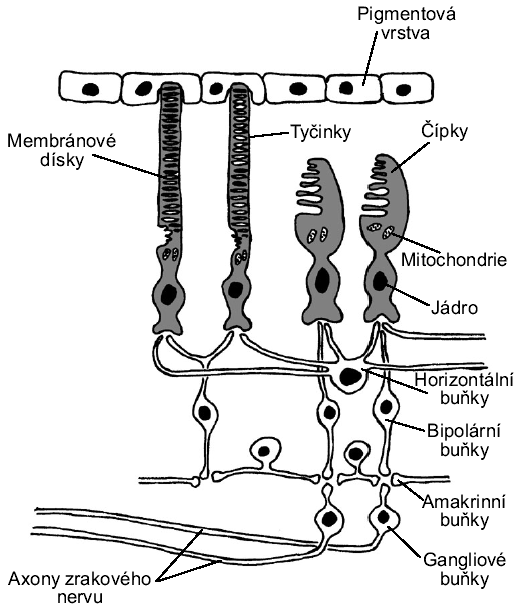 Pigmentová
vrstva
Tyčinky
Čípky
Membránové
dísky
Mitochondrie
Jádro
Horizontální
buňky
Bipolární
buňky
Amakrinní
buňky
Gangliové
buňky
Axony zrakového
nervu